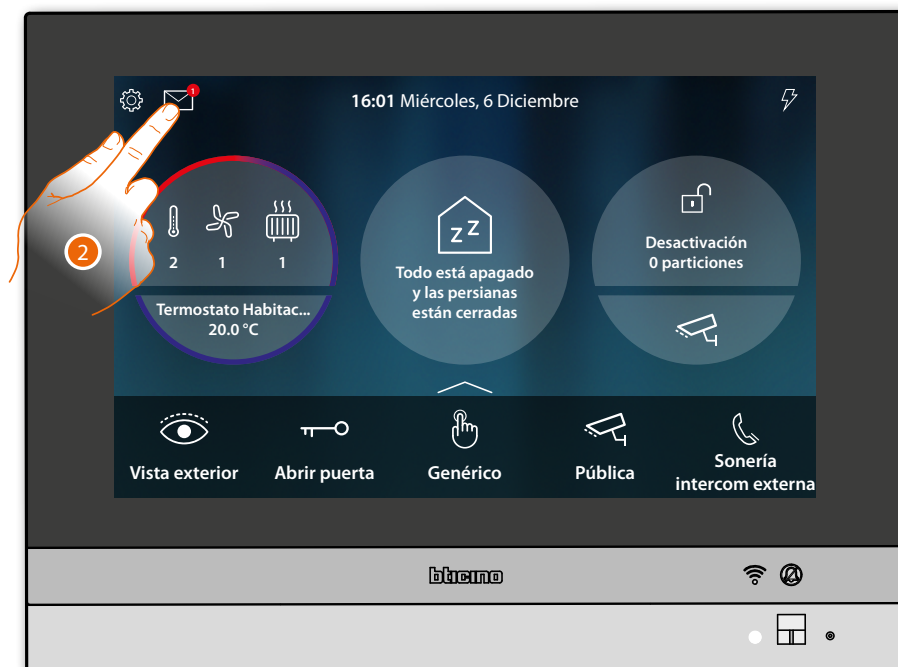 1
16:01 Miércoles, 6 Diciembre
2
2 1 1
Termostato Habitac...
20.0 °C
zz
Todo está apagado
y las persianas
están cerradas
Desactivación
0 particiones
Vista exterior
Abrir puerta
Genérico
Pública
Sonería
intercom externa
bticino